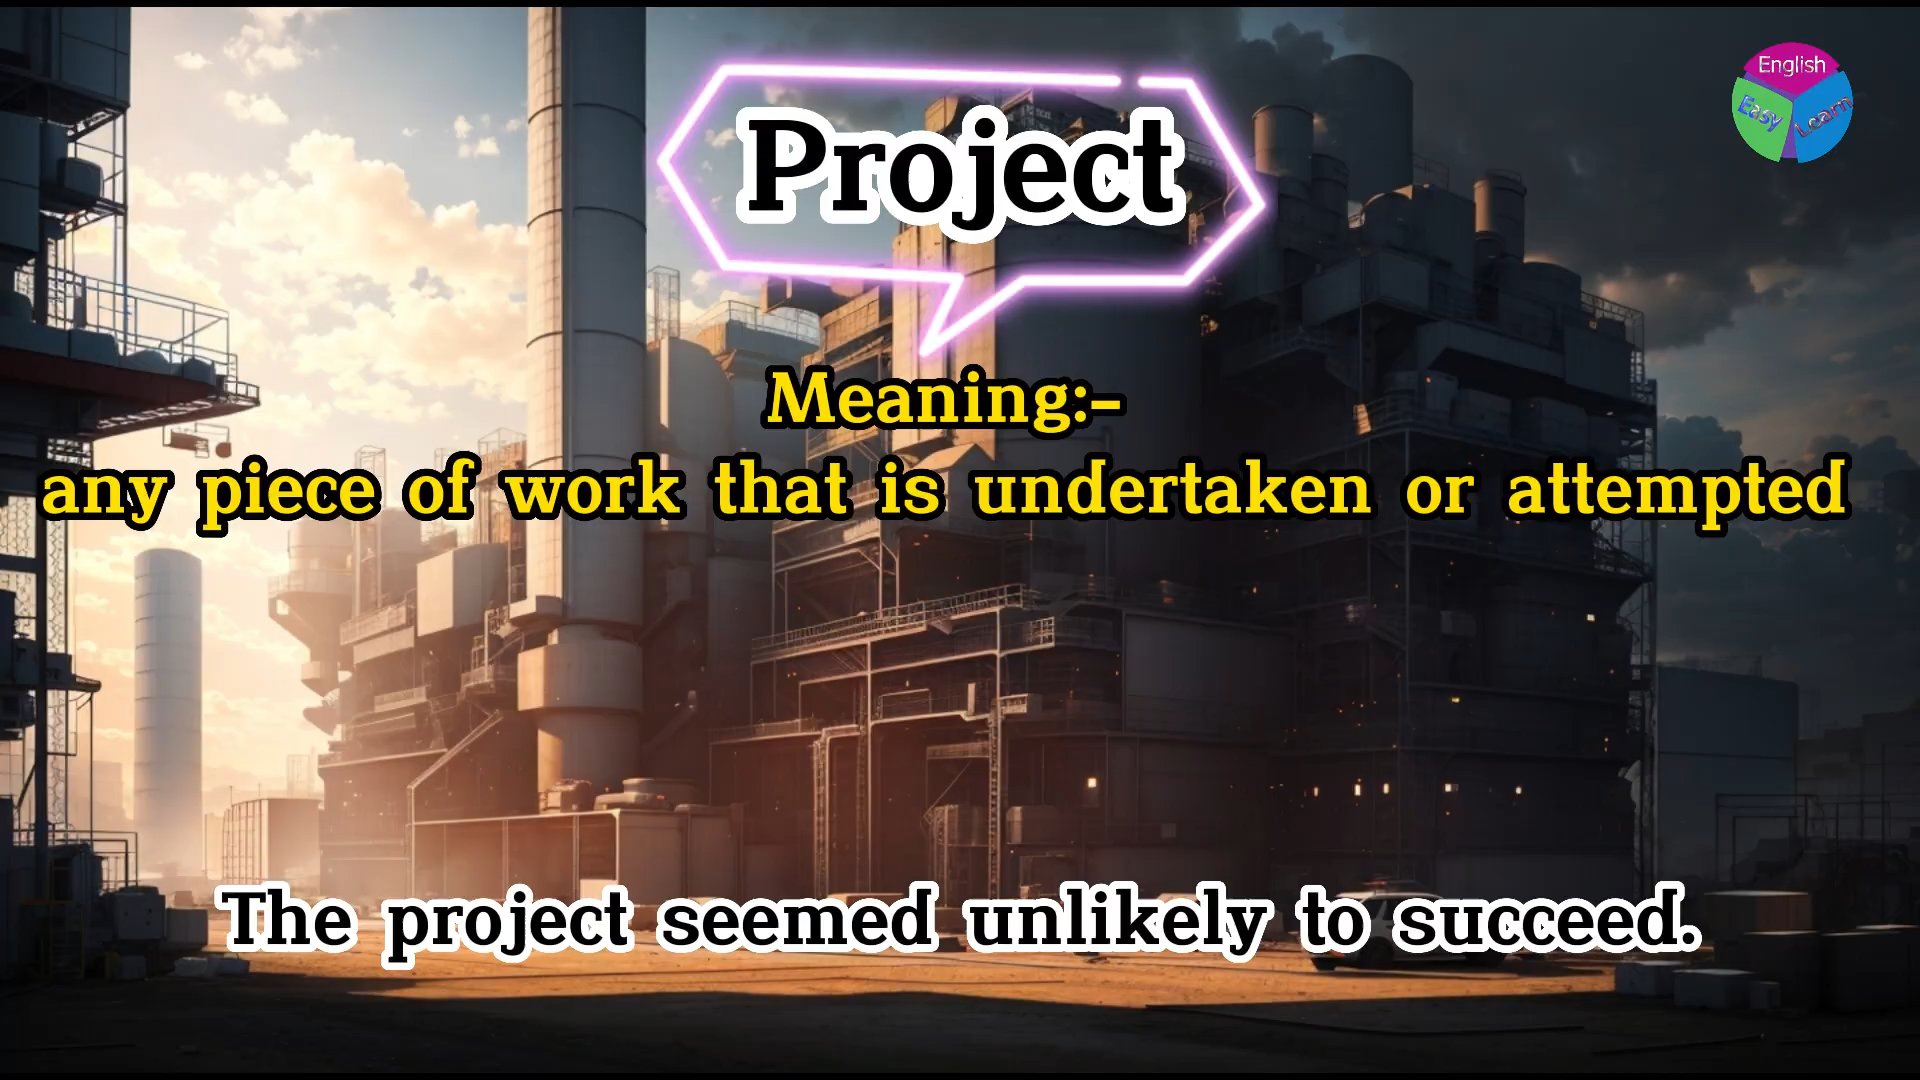 English
Easy Learn
Project
Meaning:-
any piece of work that is undertaken or attempted
The project seemed unlikely to succeed.